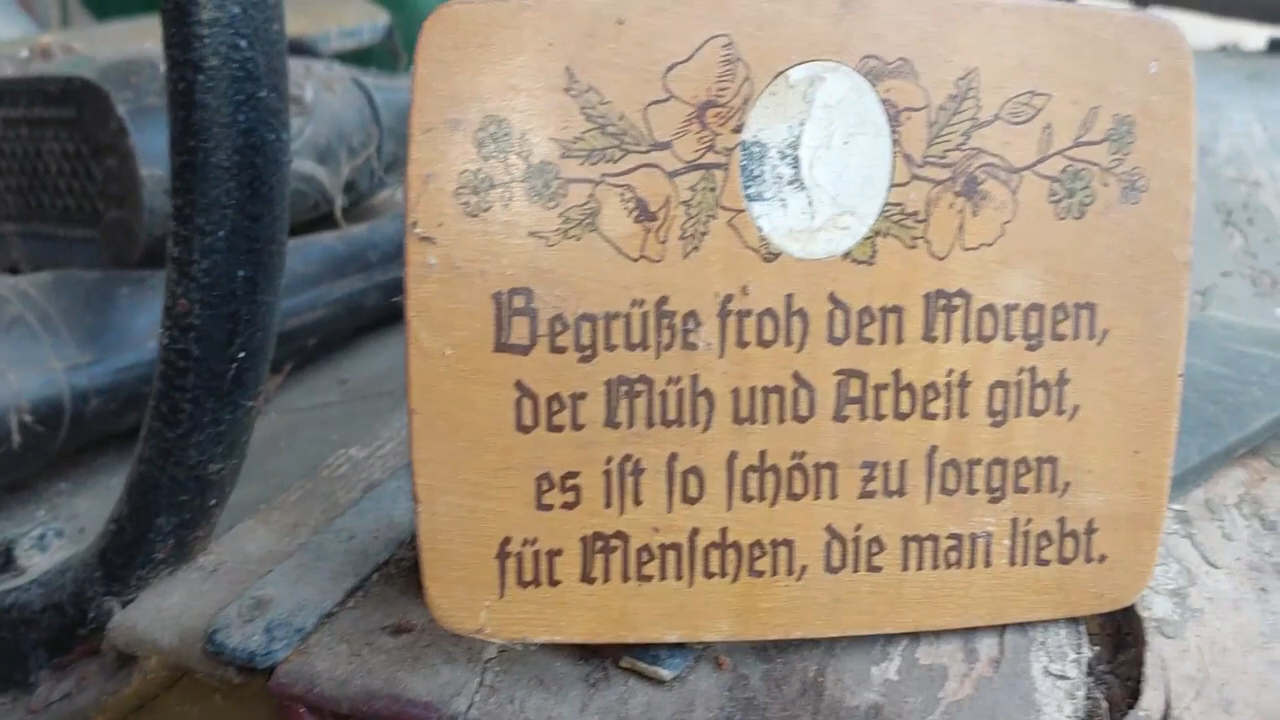 Begrüße froh den Morgen,
der Müh und Arbeit gibt,
es iſt ſo ſchön zu ſorgen,
für Menſchen, die man liebt.